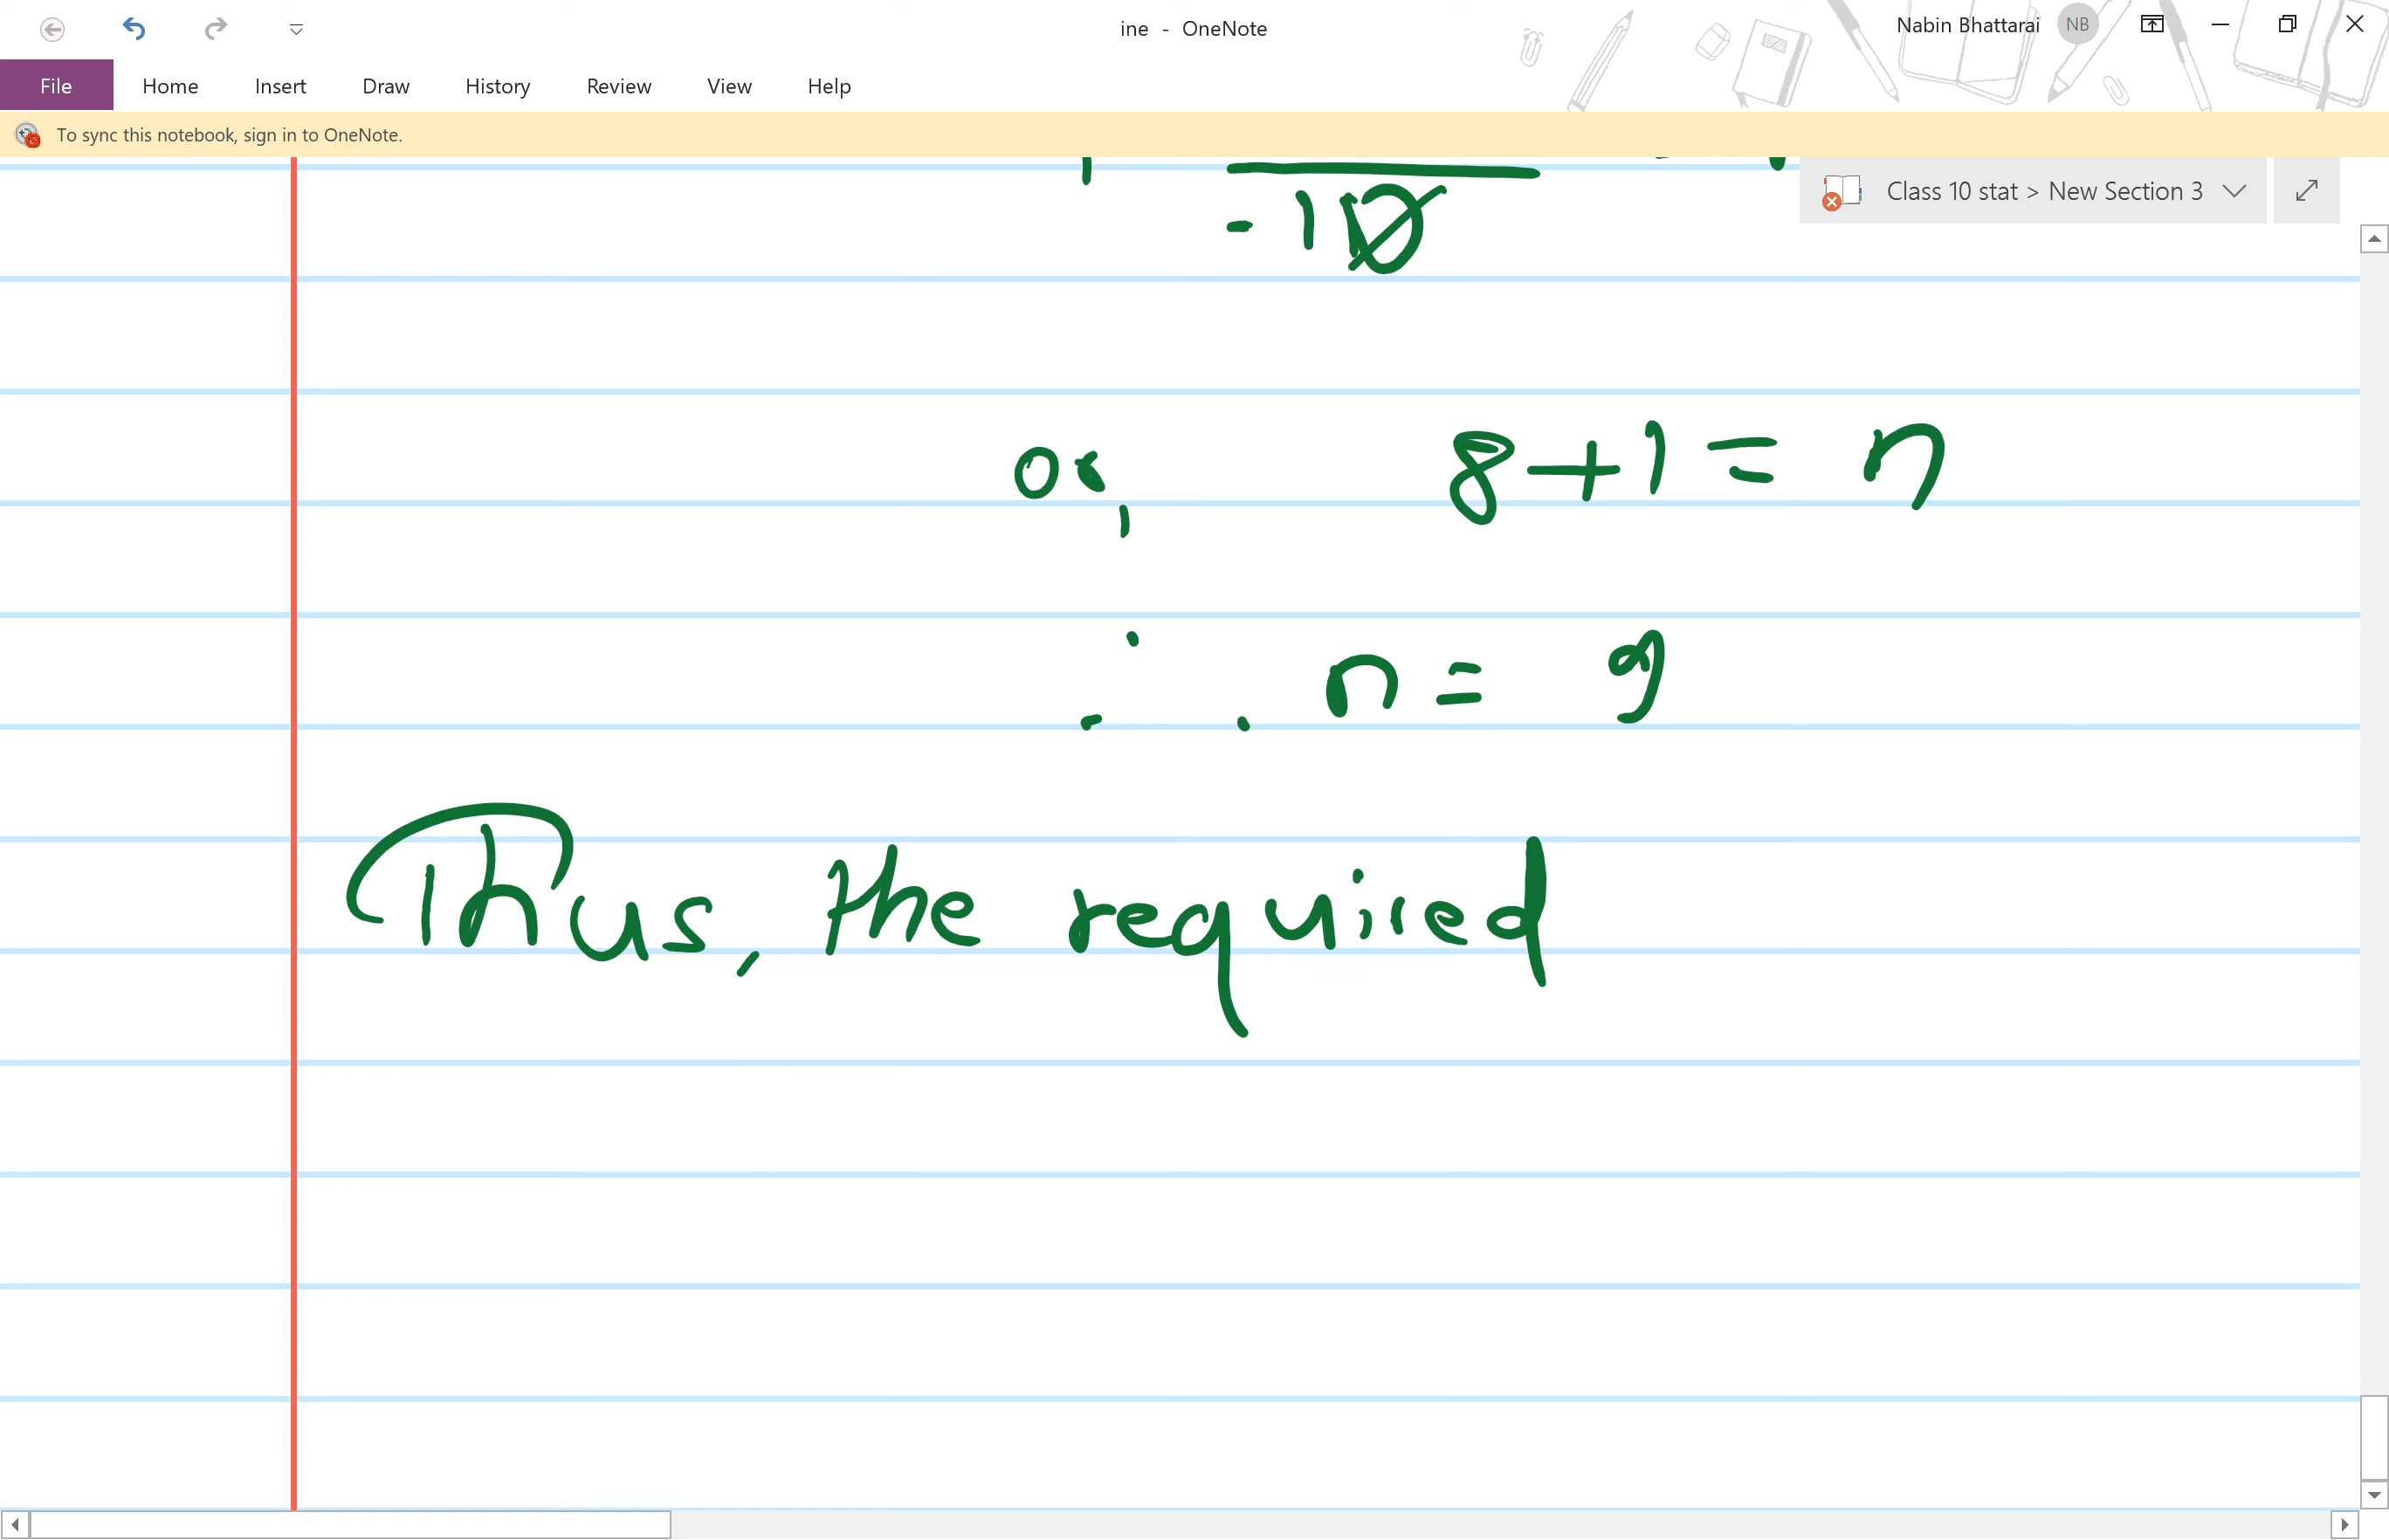 ine - OneNote
Nabin Bhattarai NB
File Home Insert Draw History Review View Help
To sync this notebook, sign in to OneNote.
Class 10 stat > New Section 3
or, 8+1 = n
∴ n = 9
Thus, the required